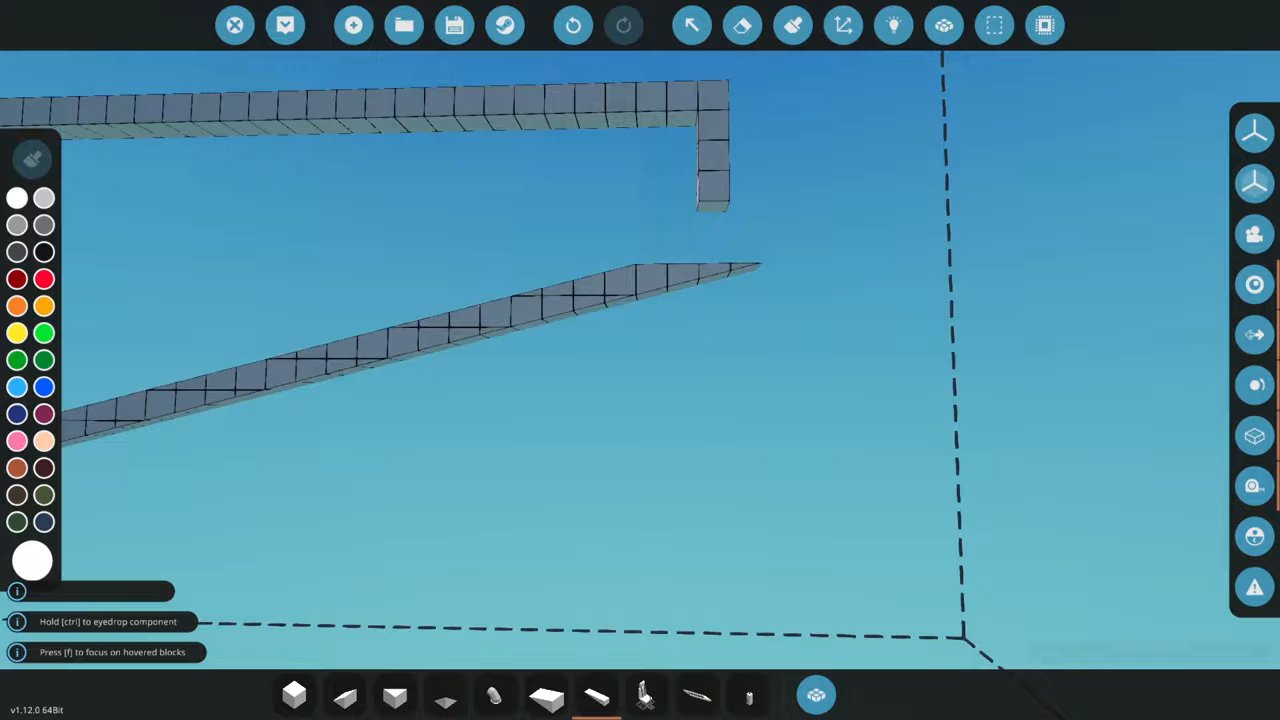 Hold [ctrl] to eyedrop component
Press [f] to focus on hovered blocks
v1.12.0 64Bit